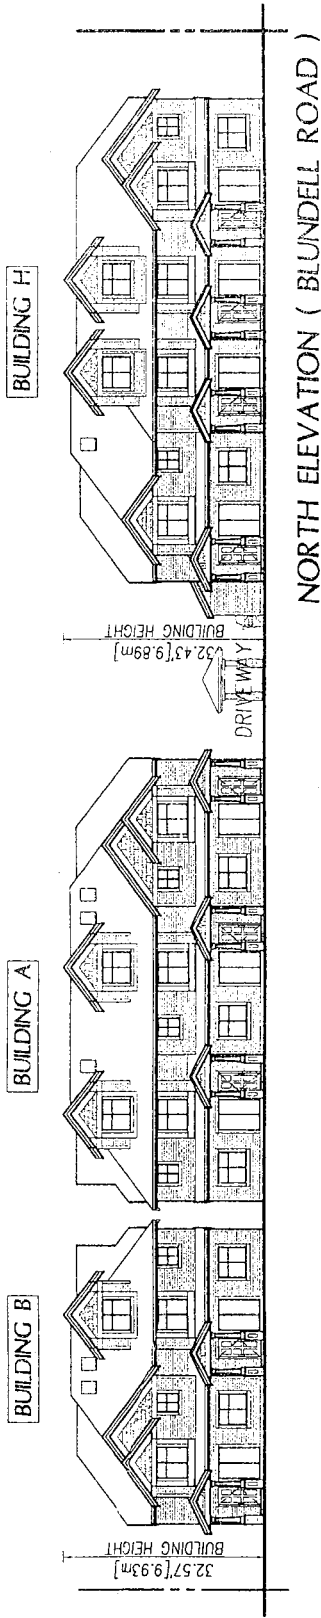 BUILDING B
BUILDING A
BUILDING H
32.57'[9.93m]
BUILDING HEIGHT
32.43'[9.89m]
BUILDING HEIGHT
DRIVEWAY
NORTH ELEVATION ( BLUNDELL ROAD )